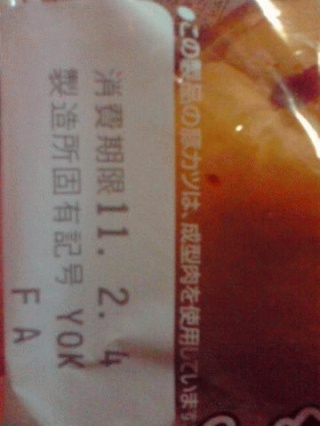 ●この製品の豚カツは、成型肉を使用しています
消費期限11. 2. 4
製造所固有記号 YOK
FA